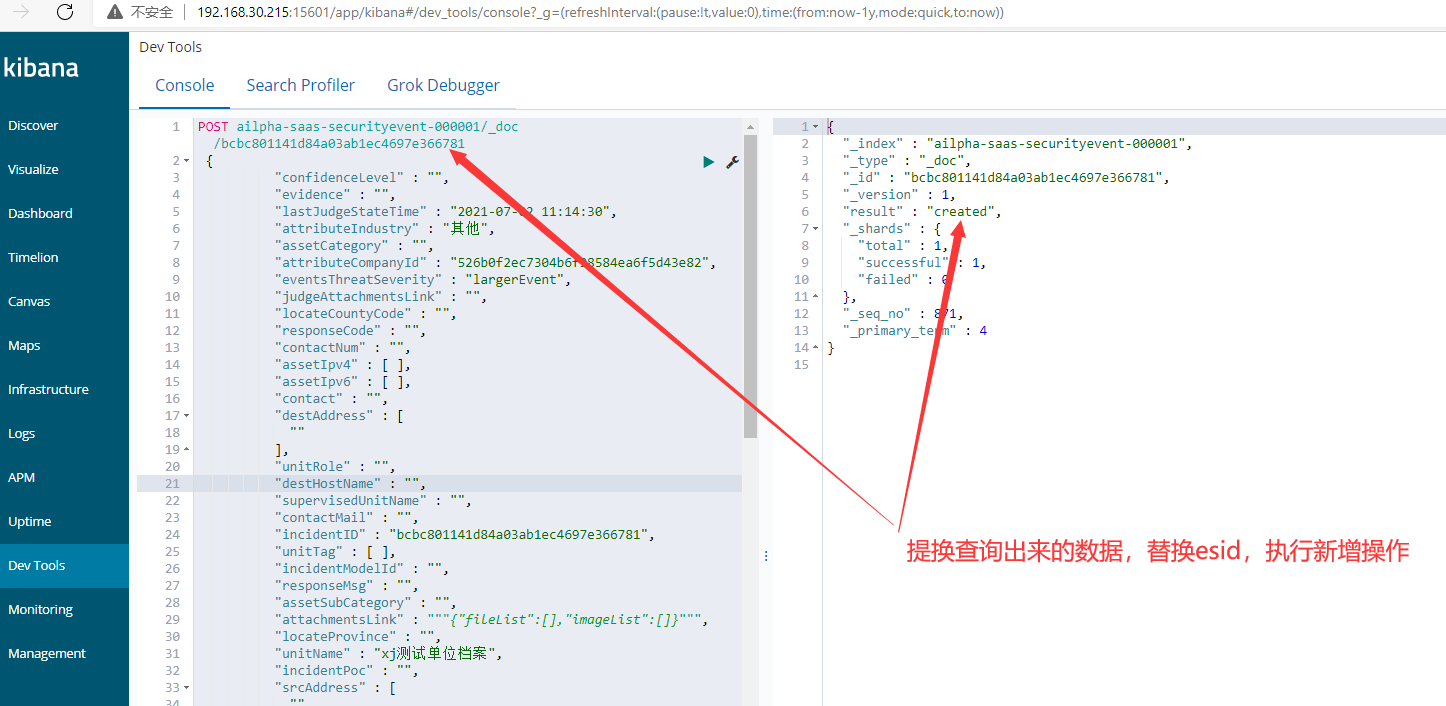 不安全 192.168.30.215:15601/app/kibana#/dev_tools/console?_g=(refreshInterval:(pause:!t,value:0),time:(from:now-1y,mode:quick,to:now))
kibana
Discover
Visualize
Dashboard
Timelion
Canvas
Maps
Infrastructure
Logs
APM
Uptime
Dev Tools
Monitoring
Management
Dev Tools
Console Search Profiler Grok Debugger
1 POST ailpha-saas-securityevent-000001/_doc
/bcbc801141d84a03ab1ec4697e366781
2 {
3 "confidenceLevel" : "",
4 "evidence" : "",
5 "lastJudgeStateTime" : "2021-07-02 11:14:30",
6 "attributeIndustry" : "其他",
7 "assetCategory" : "",
8 "attributeCompanyId" : "526b0f2ec7304b6f98584ea6f5d43e82",
9 "eventsThreatSeverity" : "largerEvent",
10 "judgeAttachmentsLink" : "",
11 "locateCountyCode" : "",
12 "responseCode" : "",
13 "contactNum" : "",
14 "assetIpv4" : [ ],
15 "assetIpv6" : [ ],
16 "contact" : "",
17 "destAddress" : [
18 ""
19 ],
20 "unitRole" : "",
21 "destHostName" : "",
22 "supervisedUnitName" : "",
23 "contactMail" : "",
24 "incidentID" : "bcbc801141d84a03ab1ec4697e366781",
25 "unitTag" : [ ],
26 "incidentModelId" : "",
27 "responseMsg" : "",
28 "assetSubCategory" : "",
29 "attachmentsLink" : """{"fileList":[],"imageList":[]}""",
30 "locateProvince" : "",
31 "unitName" : "xj测试单位档案",
32 "incidentPoc" : "",
33 "srcAddress" : [
34 ""
1 {
2 "_index" : "ailpha-saas-securityevent-000001",
3 "_type" : "_doc",
4 "_id" : "bcbc801141d84a03ab1ec4697e366781",
5 "_version" : 1,
6 "result" : "created",
7 "_shards" : {
8 "total" : 1,
9 "successful" : 1,
10 "failed" : 0
11 },
12 "_seq_no" : 871,
13 "_primary_term" : 4
14 }
15
提换查询出来的数据，替换esid，执行新增操作